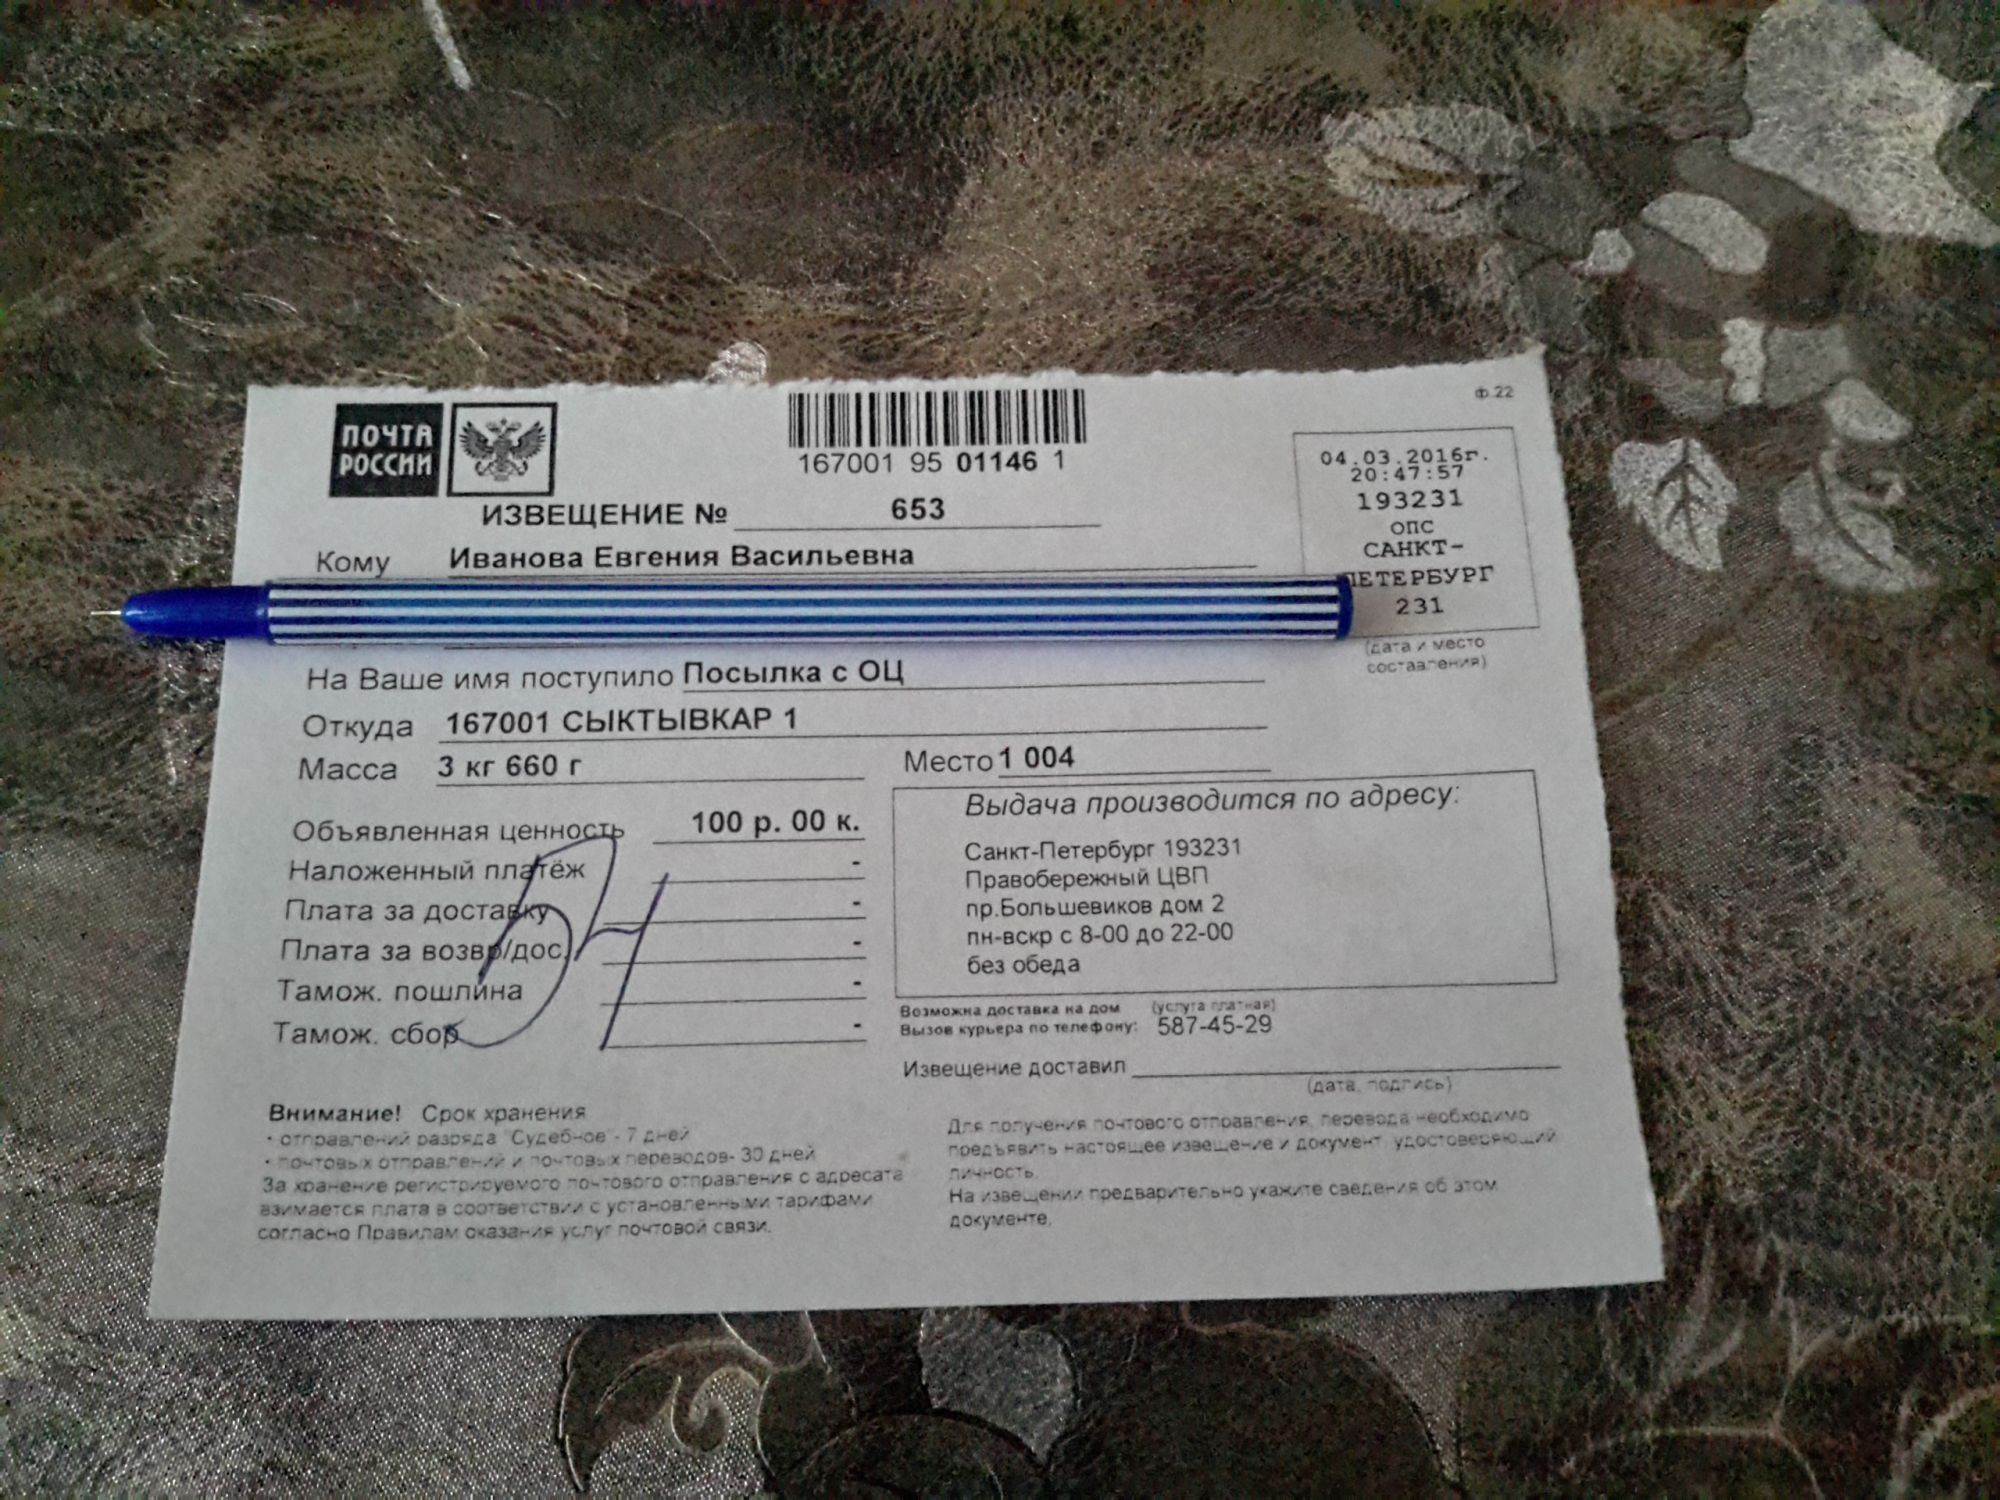 ф.22
ПОЧТА
РОССИИ
167001 95 01146 1
04.03.2016г.
20:47:57
193231
ОПС
САНКТ-
ПЕТЕРБУРГ
231
(дата и место
составления)
ИЗВЕЩЕНИЕ № 653
Кому Иванова Евгения Васильевна
На Ваше имя поступило Посылка с ОЦ
Откуда 167001 СЫКТЫВКАР 1
Масса 3 кг 660 г
Место 1 004
Объявленная ценность 100 р. 00 к.
Наложенный платёж -
Плата за доставку -
Плата за возвр/дос. -
Тамож. пошлина -
Тамож. сбор -
54
Выдача производится по адресу:
Санкт-Петербург 193231
Правобережный ЦВП
пр.Большевиков дом 2
пн-вскр с 8-00 до 22-00
без обеда
Возможна доставка на дом (услуга платная)
Вызов курьера по телефону: 587-45-29
Извещение доставил
(дата, подпись)
Внимание! Срок хранения
• отправлений разряда "Судебное"- 7 дней
• почтовых отправлений и почтовых переводов- 30 дней
За хранение регистрируемого почтового отправления с адресата
взимается плата в соответствии с установленными тарифами
согласно Правилам оказания услуг почтовой связи.
Для получения почтового отправления, перевода необходимо
предъявить настоящее извещение и документ, удостоверяющий
личность.
На извещении предварительно укажите сведения об этом
документе.